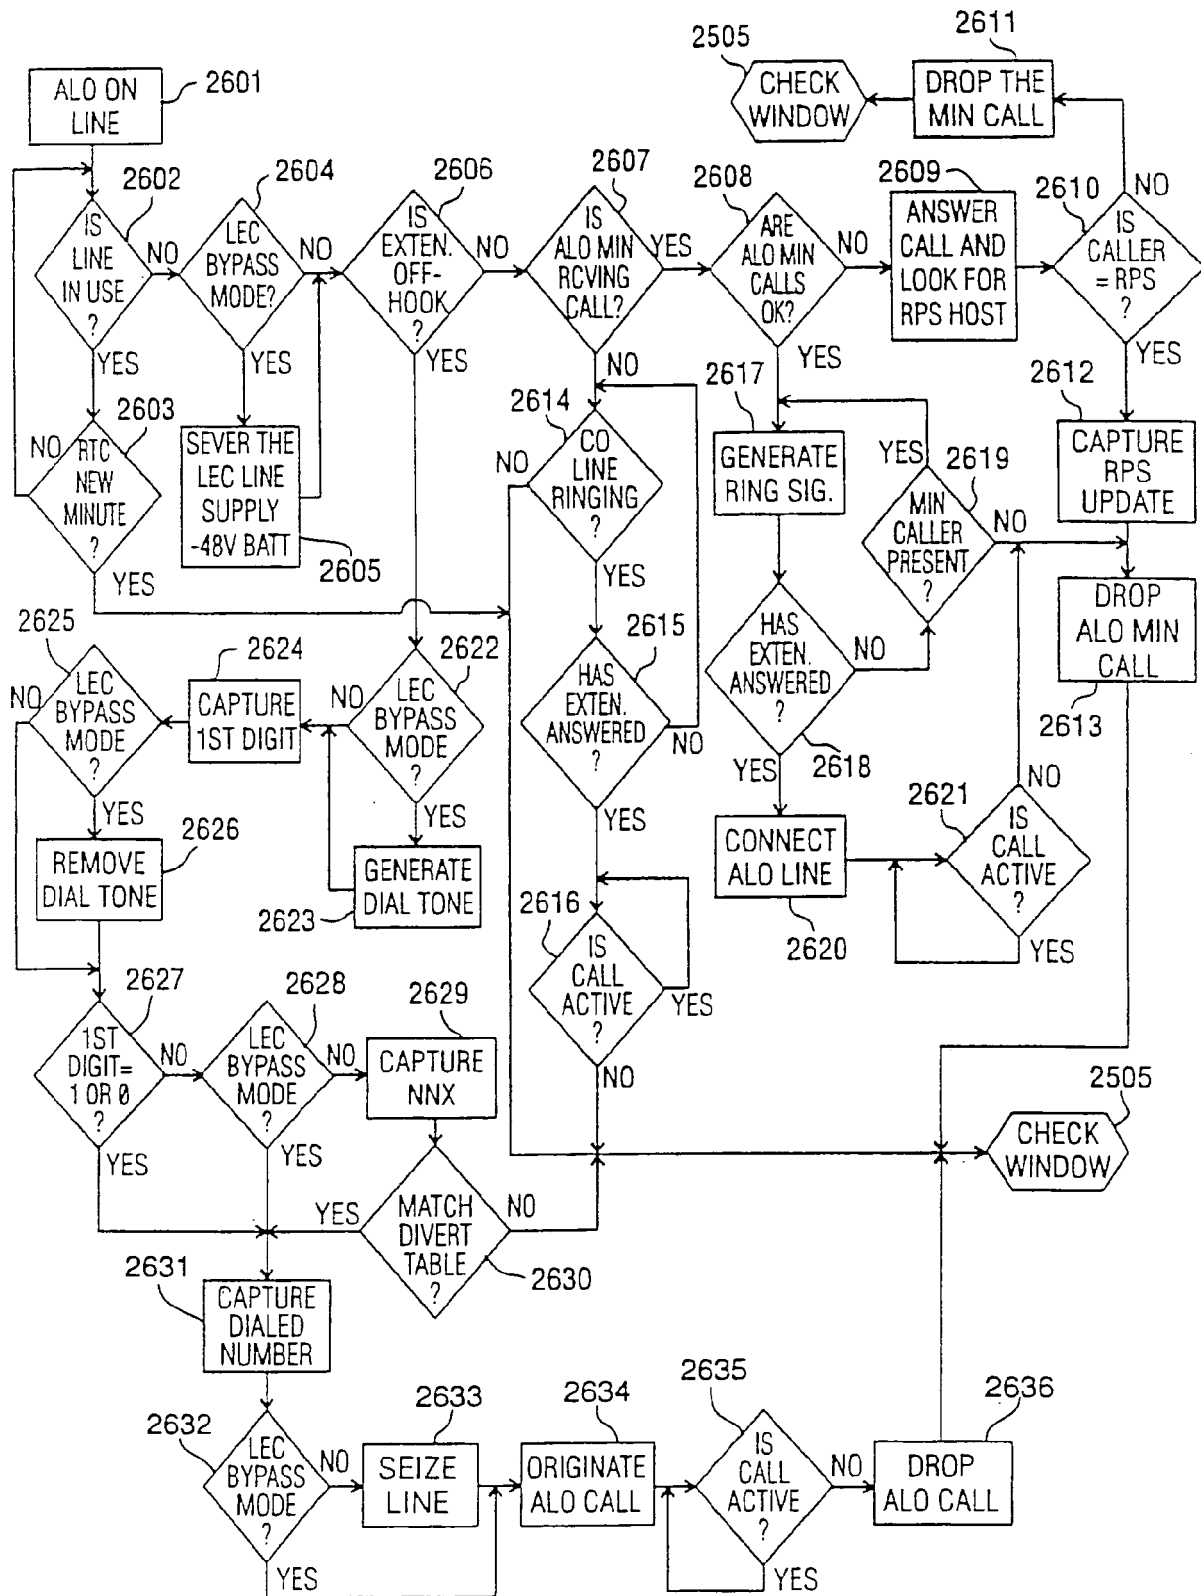 2611
2505
2610
2601
ALO ON
LINE
CHECK
WINDOW
DROP THE
MIN CALL
2602
2604
2606
2607
2608
2609
NO
IS
LINE
IN USE
?
NO
LEC
BYPASS
MODE?
NO
IS
EXTEN.
OFF-
HOOK
?
NO
IS
ALO MIN
RCVING
CALL?
YES
ARE
ALO MIN
CALLS
OK?
NO
ANSWER
CALL AND
LOOK FOR
RPS HOST
IS
CALLER
= RPS
?
YES
YES
YES
NO
YES
YES
2603
NO
RTC
NEW
MINUTE
?
YES
SEVER THE
LEC LINE
SUPPLY
-48V BATT
2605
2614
NO
CO
LINE
RINGING
?
YES
2617
GENERATE
RING SIG.
YES
2619
MIN
CALLER
PRESENT
?
NO
2612
CAPTURE
RPS
UPDATE
DROP
ALO MIN
CALL
2613
2625
NO
LEC
BYPASS
MODE
?
YES
2624
CAPTURE
1ST DIGIT
NO
2622
LEC
BYPASS
MODE
?
YES
2615
HAS
EXTEN.
ANSWERED
?
NO
YES
HAS
EXTEN.
ANSWERED
?
NO
2618
YES
NO
2626
REMOVE
DIAL TONE
GENERATE
DIAL TONE
2623
2616
IS
CALL
ACTIVE
?
YES
NO
CONNECT
ALO LINE
2620
2621
IS
CALL
ACTIVE
?
YES
2627
1ST
DIGIT=
1 OR 0
?
NO
YES
2628
LEC
BYPASS
MODE
?
NO
YES
2629
CAPTURE
NNX
2505
CHECK
WINDOW
YES
MATCH
DIVERT
TABLE
?
NO
2630
2631
CAPTURE
DIALED
NUMBER
2632
LEC
BYPASS
MODE
?
NO
YES
2633
SEIZE
LINE
2634
ORIGINATE
ALO CALL
2635
IS
CALL
ACTIVE
?
NO
YES
2636
DROP
ALO CALL